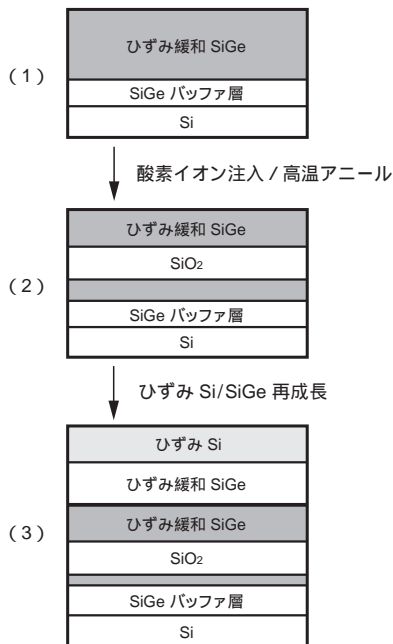 ひずみ緩和 SiGe
(1)
SiGe バッファ層
Si
酸素イオン注入 / 高温アニール
ひずみ緩和 SiGe
SiO2
(2)
SiGe バッファ層
Si
ひずみ Si/SiGe 再成長
ひずみ Si
ひずみ緩和 SiGe
(3)
ひずみ緩和 SiGe
SiO2
SiGe バッファ層
Si